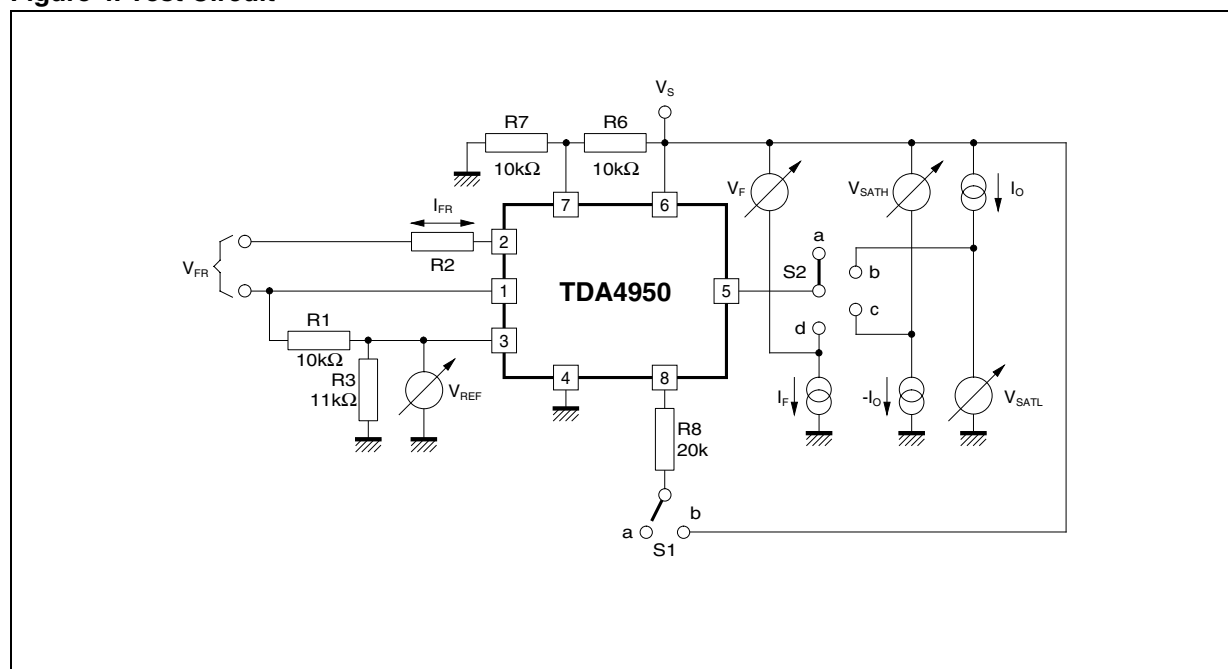 Figure 4. Test Circuit
VS
R7
R6
10kΩ
10kΩ
VF
VSATH
IO
IFR
7
6
2
R2
VFR
a
S2
b
TDA4950
1
5
c
d
R1
3
10kΩ
R3
11kΩ
VREF
4
8
IF
-IO
VSATL
R8
20k
b
a
S1